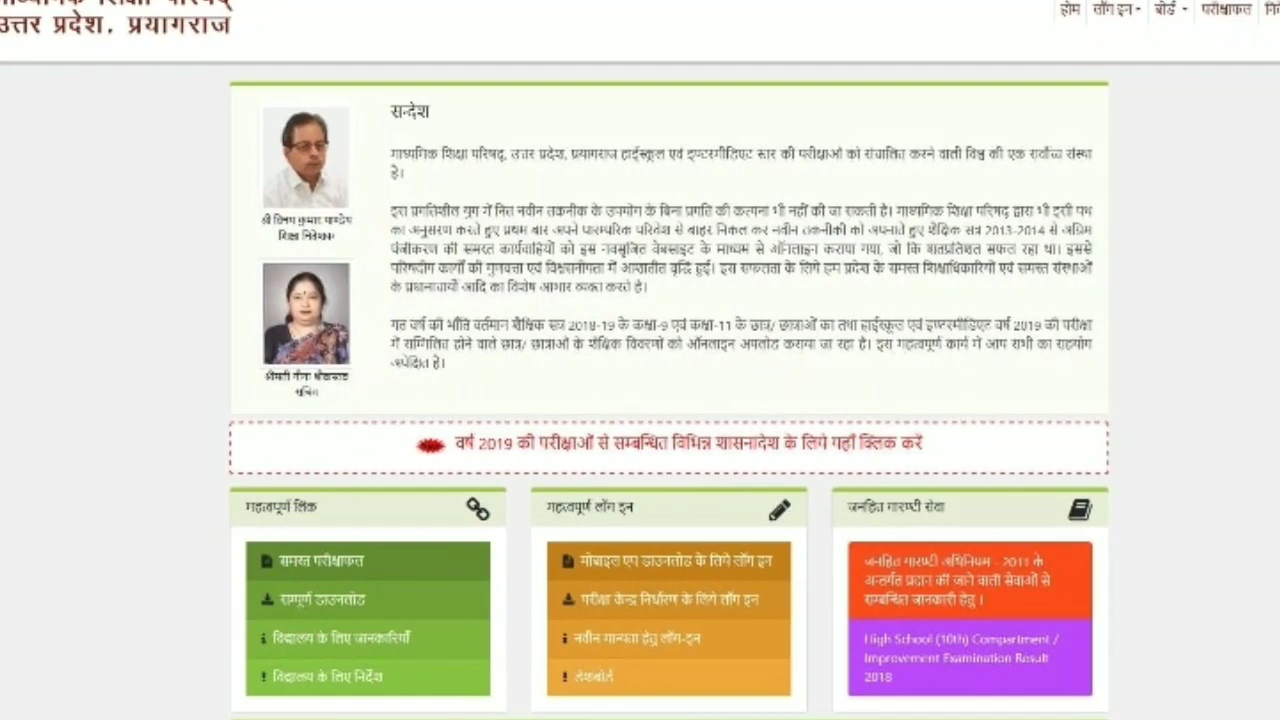 माध्यमिक शिक्षा परिषद्
उत्तर प्रदेश, प्रयागराज
होम लॉग इन बोर्ड परीक्षाफल
सन्देश
माध्यमिक शिक्षा परिषद्, उत्तर प्रदेश, प्रयागराज हाईस्कूल एवं इण्टरमीडिएट स्तर की परीक्षाओं को संचालित करने वाली विश्व की एक सर्वोच्च संस्था
है।
श्री विनय कुमार पाण्डेय
शिक्षा निदेशक
इस प्रगतिशील युग में नित नवीन तकनीक के उपयोग के बिना प्रगति की कल्पना भी नहीं की जा सकती है। माध्यमिक शिक्षा परिषद् द्वारा भी इसी पथ
का अनुसरण करते हुए प्रथम बार अपने पारम्परिक परिवेश से बाहर निकल कर नवीन तकनीकी को अपनाते हुए शैक्षिक सत्र 2013-2014 से अग्रिम
पंजीकरण की समस्त कार्यवाहियों को इस नवसृजित वेबसाइट के माध्यम से ऑनलाइन कराया गया, जो कि शतप्रतिशत सफल रहा था। इससे
परिषदीय कार्यों की गुणवत्ता एवं विश्वसनीयता में आशातीत वृद्धि हुई। इस सफलता के लिये हम प्रदेश के समस्त शिक्षाधिकारियों एवं समस्त संस्थाओं
के प्रधानाचार्यों आदि का विशेष आभार व्यक्त करते है।
गत वर्ष की भाँति वर्तमान शैक्षिक सत्र 2018-19 के कक्षा-9 एवं कक्षा-11 के छात्र/ छात्राओं का तथा हाईस्कूल एवं इण्टरमीडिएट वर्ष 2019 की परीक्षा
में सम्मिलित होने वाले छात्र/ छात्राओं के शैक्षिक विवरणों को ऑनलाइन अपलोड कराया जा रहा है। इस महत्वपूर्ण कार्य में आप सभी का सहयोग
अपेक्षित है।
श्रीमती नीना श्रीवास्तव
सचिव
वर्ष 2019 की परीक्षाओं से सम्बन्धित विभिन्न शासनादेश के लिये यहाँ क्लिक करें
महत्वपूर्ण लिंक
समस्त परीक्षाफल
सम्पूर्ण डाउनलोड
विद्यालय के लिए जानकारियाँ
विद्यालय के लिए निर्देश
महत्वपूर्ण लॉग इन
मोबाइल एप डाउनलोड के लिये लॉग इन
परीक्षा केन्द्र निर्धारण के लिये लॉग इन
नवीन मान्यता हेतु लॉग-इन
डेशबोर्ड
जनहित गारण्टी सेवा
जनहित गारण्टी अधिनियम - 2011 के
अन्तर्गत प्रदान की जाने वाली सेवाओं से
सम्बन्धित जानकारी हेतु ।
High School (10th) Compartment /
Improvement Examination Result
2018